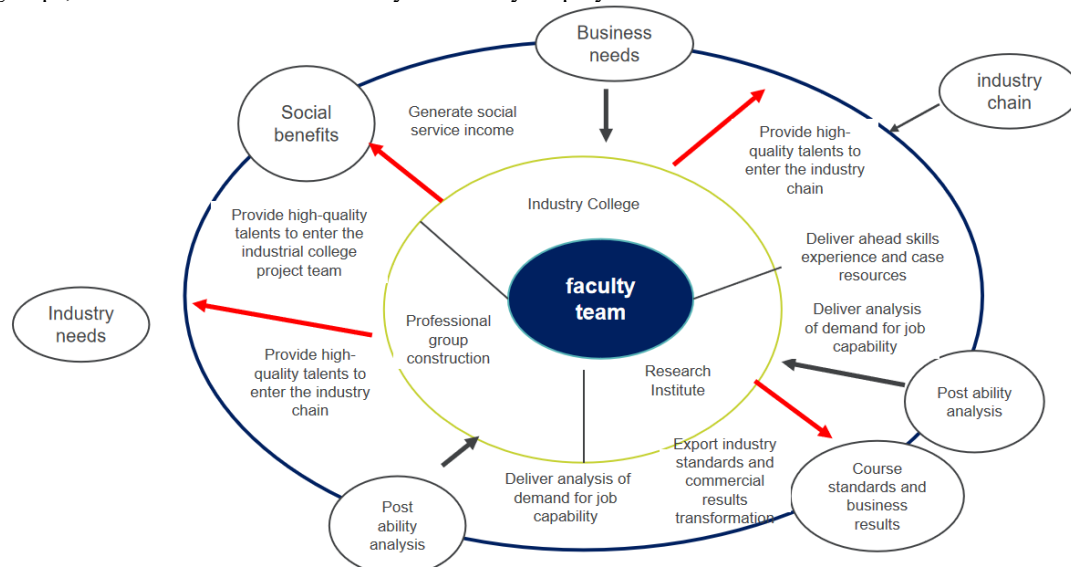 Business
needs
industry
chain
Social
benefits
Generate social
service income
Provide high-
quality talents to
enter the industry
chain
Industry College
Provide high-quality
talents to enter the
industrial college
project team
Deliver ahead skills
experience and case
resources
faculty
team
Industry
needs
Professional
group
construction
Deliver analysis
of demand for job
capability
Provide high-
quality talents to
enter the industry
chain
Research
Institute
Post ability
analysis
Export industry
standards and
commercial
results
transformation
Course
standards and
business
results
Deliver analysis of
demand for job
capability
Post
ability
analysis